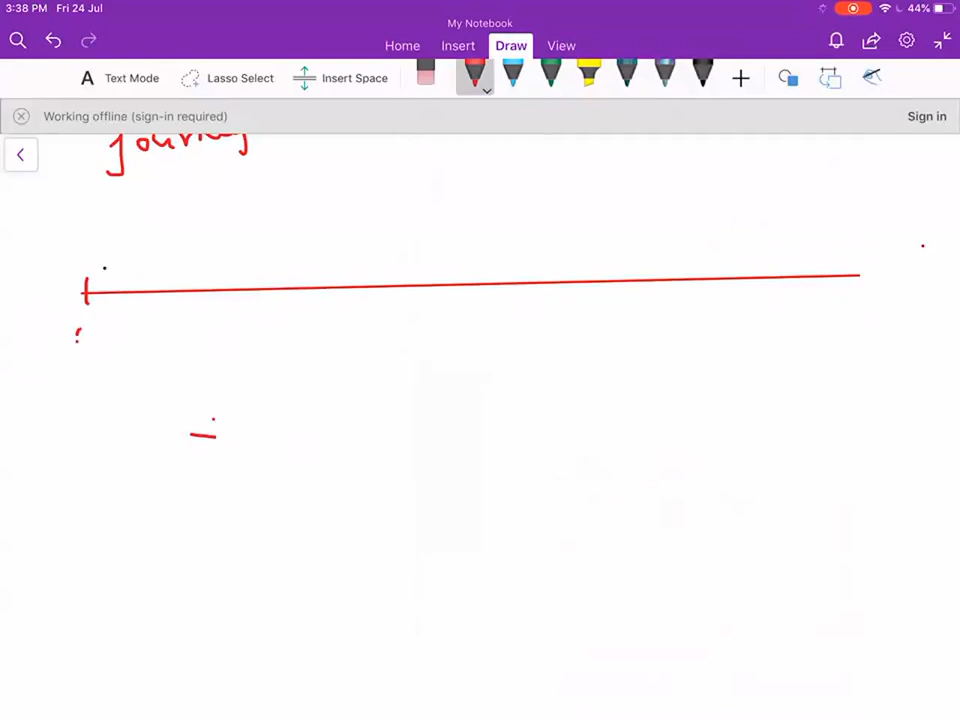 3:38 PM Fri 24 Jul
44%
My Notebook
Home Insert Draw View
A Text Mode Lasso Select Insert Space
Working offline (sign-in required) Sign in
Journey
?